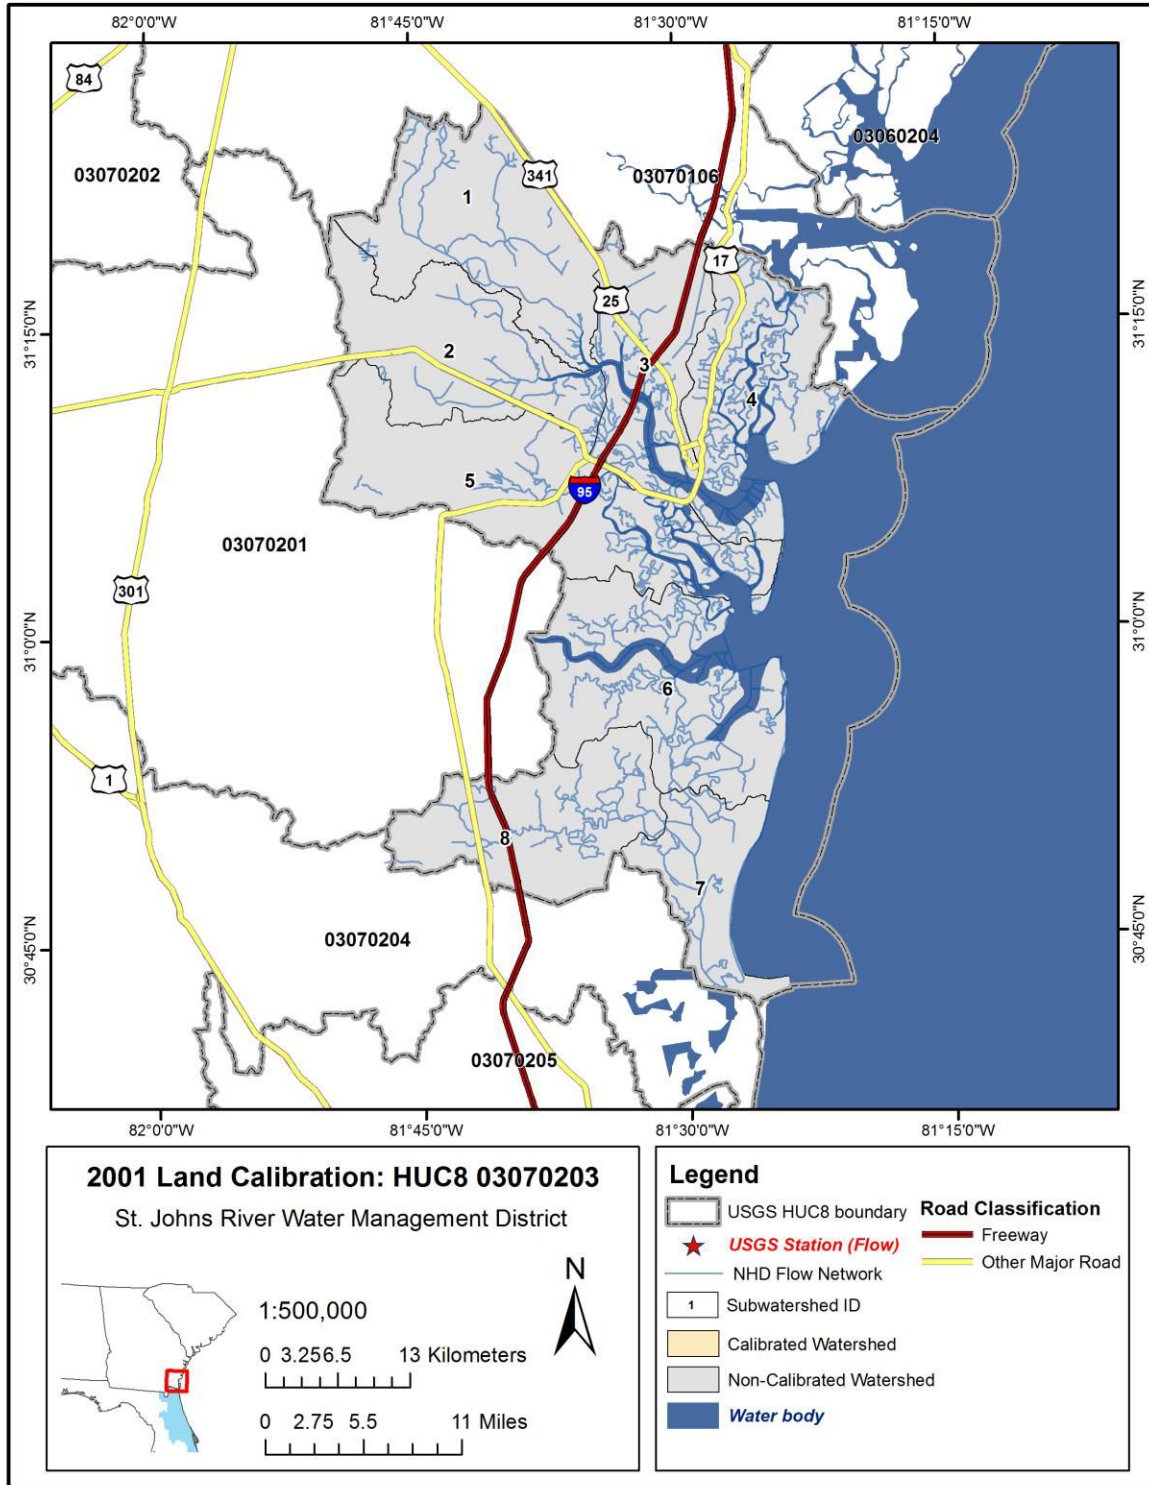 82°0'0"W 81°45'0"W 81°30'0"W 81°15'0"W
84
03060204
03070202
341
03070106
1
17
25
31°15'0"N
31°15'0"N
2
3
4
5
95
03070201
301
31°0'0"N
31°0'0"N
6
1
8
7
30°45'0"N
03070204
30°45'0"N
03070205
82°0'0"W 81°45'0"W 81°30'0"W 81°15'0"W
2001 Land Calibration: HUC8 03070203
St. Johns River Water Management District
N
1:500,000
0 3.256.5 13 Kilometers
0 2.75 5.5 11 Miles
Legend
USGS HUC8 boundary
USGS Station (Flow)
NHD Flow Network
1 Subwatershed ID
Calibrated Watershed
Non-Calibrated Watershed
Water body
Road Classification
Freeway
Other Major Road